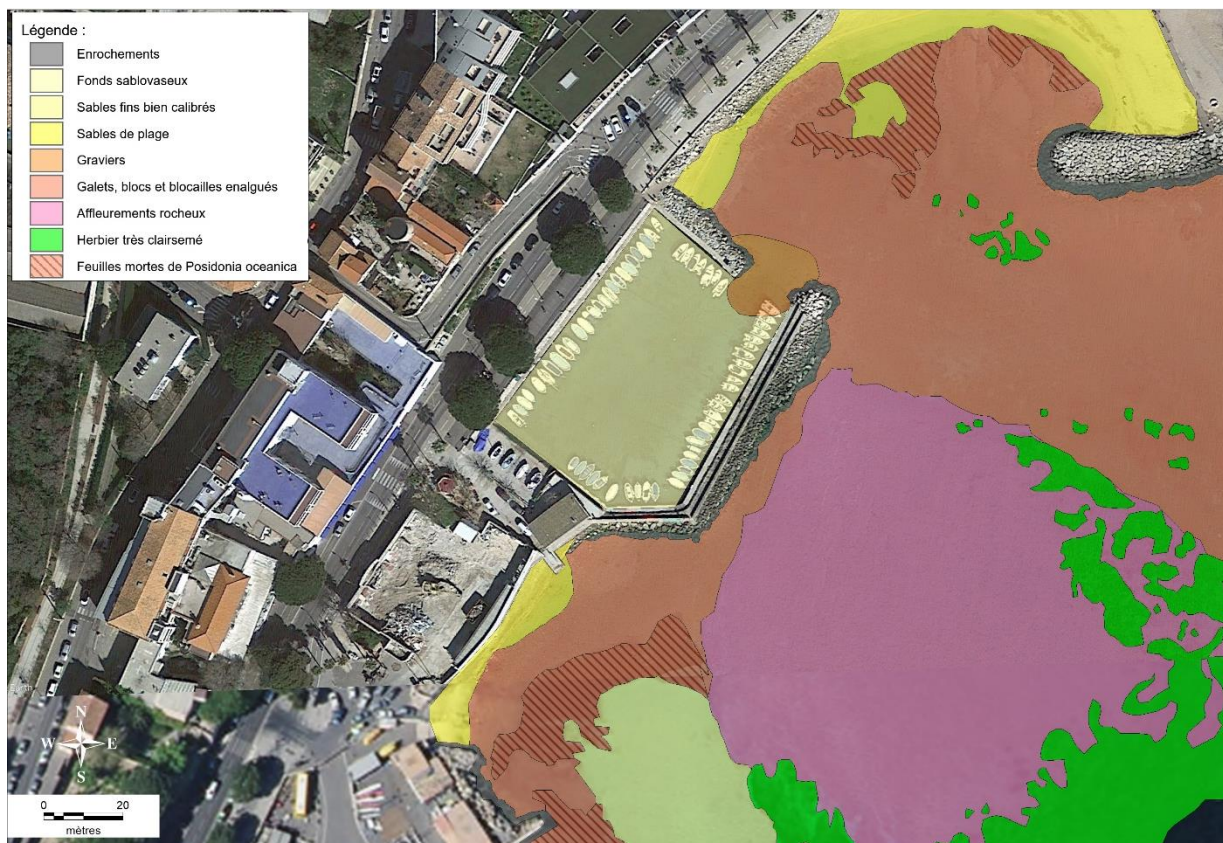 Légende :
Enrochements
Fonds sablovaseux
Sables fins bien calibrés
Sables de plage
Graviers
Galets, blocs et blocailles enalgués
Affleurements rocheux
Herbier très clairsemé
Feuilles mortes de Posidonia oceanica
N
W E
S
0 20
mètres